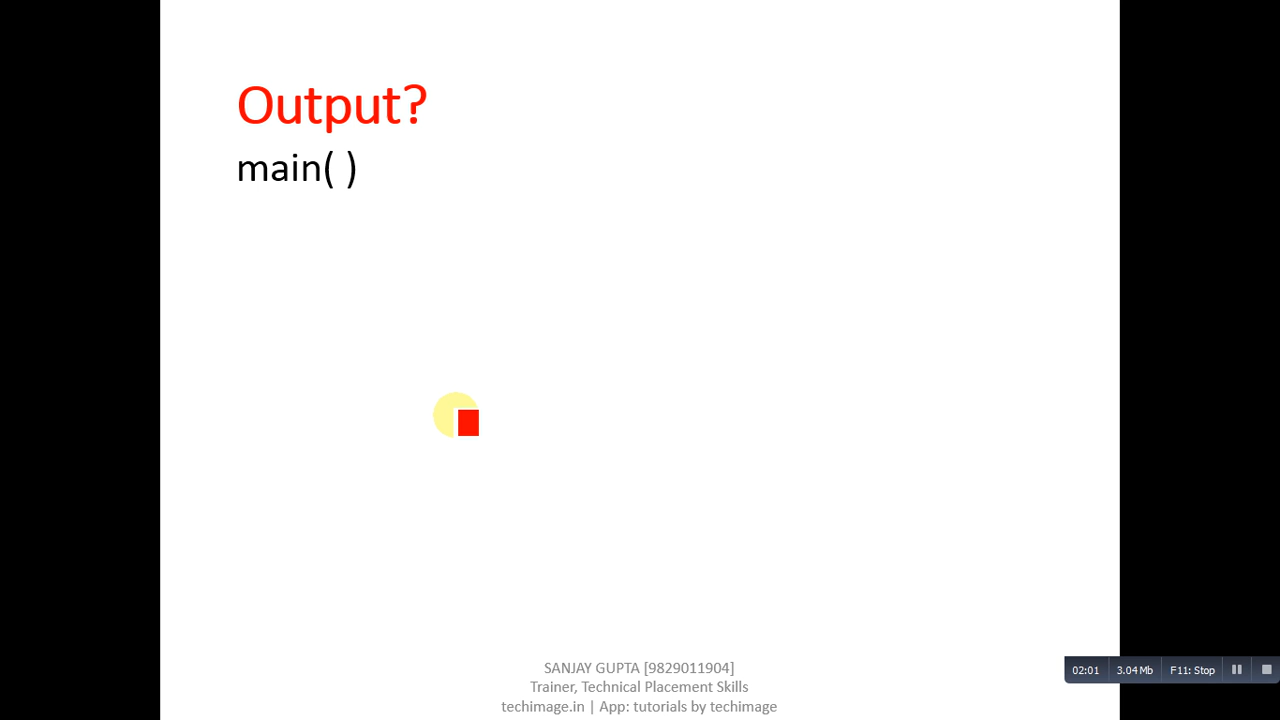 Output?
main( )
SANJAY GUPTA [9829011904]
Trainer, Technical Placement Skills
techimage.in | App: tutorials by techimage
02:01 3.04 Mb F11: Stop